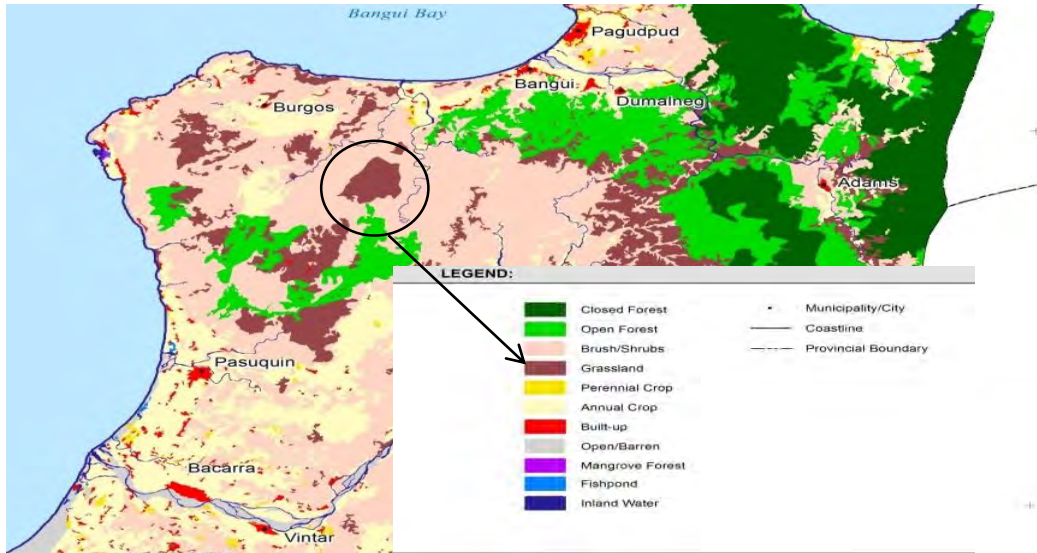 Bangui Bay
Pagudpud
Bangui
Dumalneg
Burgos
Adams
LEGEND:
Closed Forest
Open Forest
Brush/Shrubs
Grassland
Perennial Crop
Annual Crop
Built-up
Open/Barren
Mangrove Forest
Fishpond
Inland Water
Municipality/City
Coastline
Provincial Boundary
Pasuquin
Bacarra
Vintar